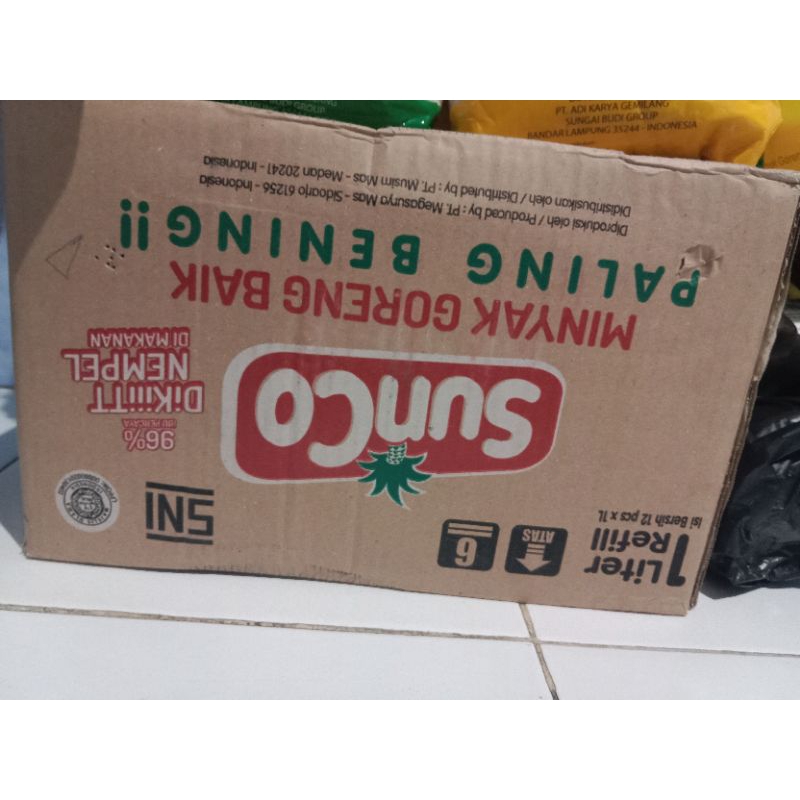 PT. ADI KARYA GEMILANG
SUNGAI BUDI GROUP
BANDAR LAMPUNG 35244 - INDONESIA
1 Liter
Refill
Isi Bersih 12 pcs x 1L
ATAS
6
SNI
SunCo
96%
IBU PERCAYA
DiKiiiTT
NEMPEL
DI MAKANAN
MINYAK GORENG BAIK
PALING BENING!!
Diproduksi oleh / Produced by : PT. Megasurya Mas - Sidoarjo 61256 - Indonesia
Didistribusikan oleh / Distributed by : PT. Musim Mas - Medan 20241 - Indonesia